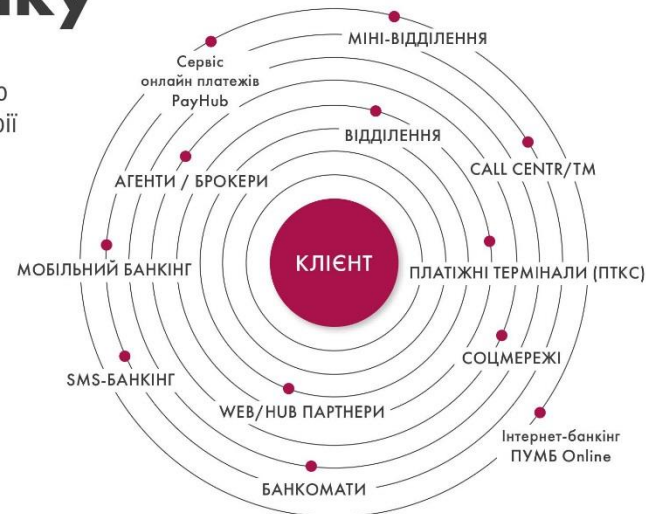 МІНІ-ВІДДІЛЕННЯ
Сервіс
онлайн платежів
PayHub
ВІДДІЛЕННЯ
CALL CENTR/TM
АГЕНТИ / БРОКЕРИ
КЛІЄНТ
МОБІЛЬНИЙ БАНКІНГ
ПЛАТІЖНІ ТЕРМІНАЛИ (ПТКС)
СОЦМЕРЕЖІ
SMS-БАНКІНГ
WEB/HUB ПАРТНЕРИ
Інтернет-банкінг
ПУМБ Online
БАНКОМАТИ